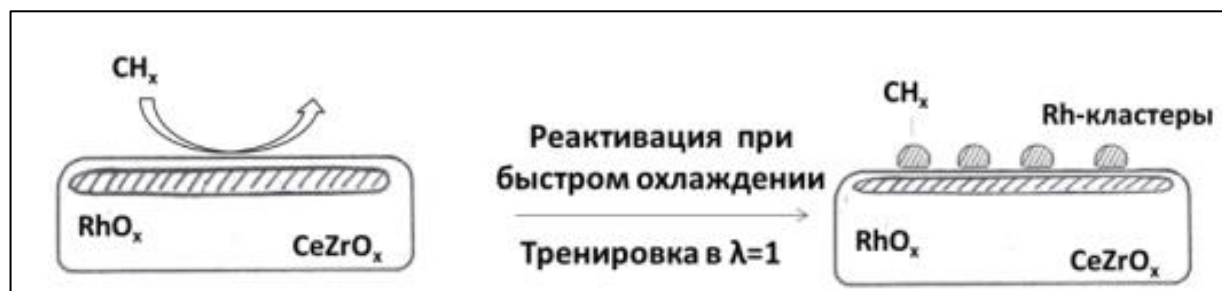 CHx
RhOx
CeZrOx
Реактивация при
быстром охлаждении
Тренировка в λ=1
CHx
Rh-кластеры
RhOx
CeZrOx